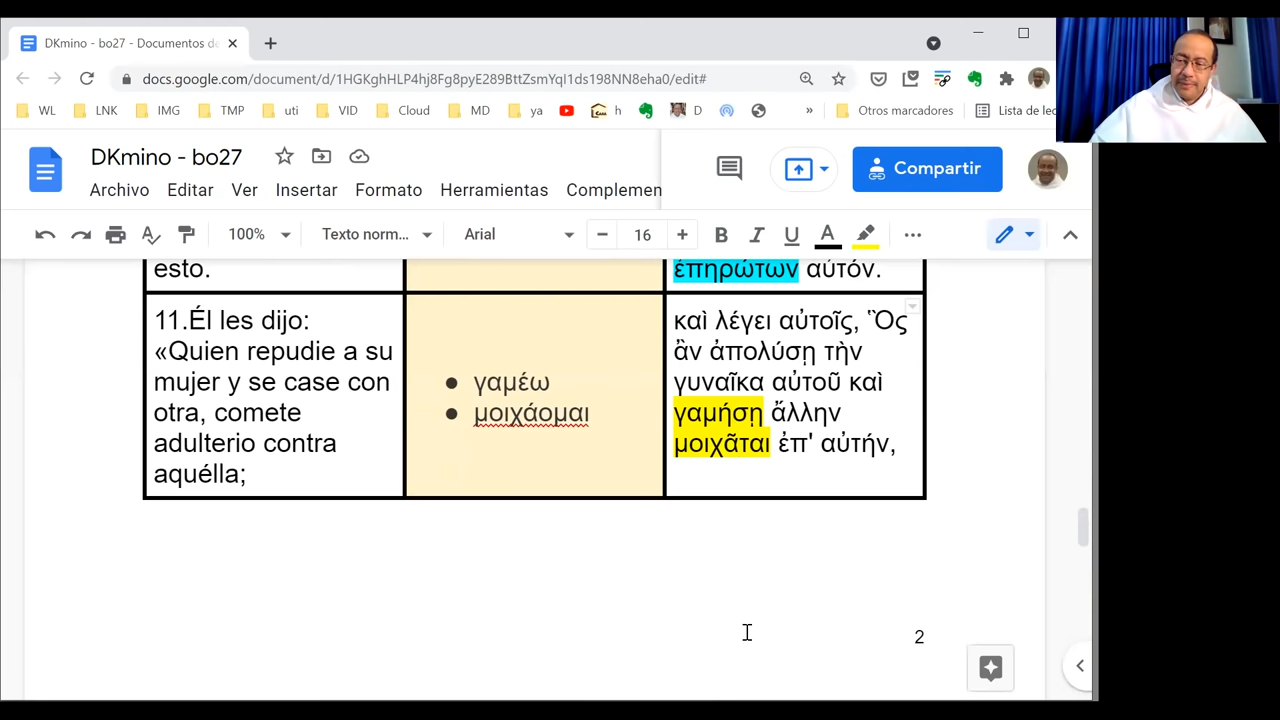 DKmino - bo27 - Documentos de
docs.google.com/document/d/1HGKghHLP4hj8Fg8pyE289BttZsmYqI1ds198NN8eha0/edit#
WL LNK IMG TMP uti VID Cloud MD ya h D » Otros marcadores Lista de lec
DKmino - bo27
Compartir
Archivo Editar Ver Insertar Formato Herramientas Complemen
100% Texto norm... Arial 16 B I U A
esto.
ἐπηρώτων αὐτόν.
11.Él les dijo:
«Quien repudie a su
mujer y se case con
otra, comete
adulterio contra
aquélla;
● γαμέω
● μοιχάομαι
καὶ λέγει αὐτοῖς, Ὃς
ἂν ἀπολύσῃ τὴν
γυναῖκα αὐτοῦ καὶ
γαμήσῃ ἄλλην
μοιχᾶται ἐπ' αὐτήν,
2